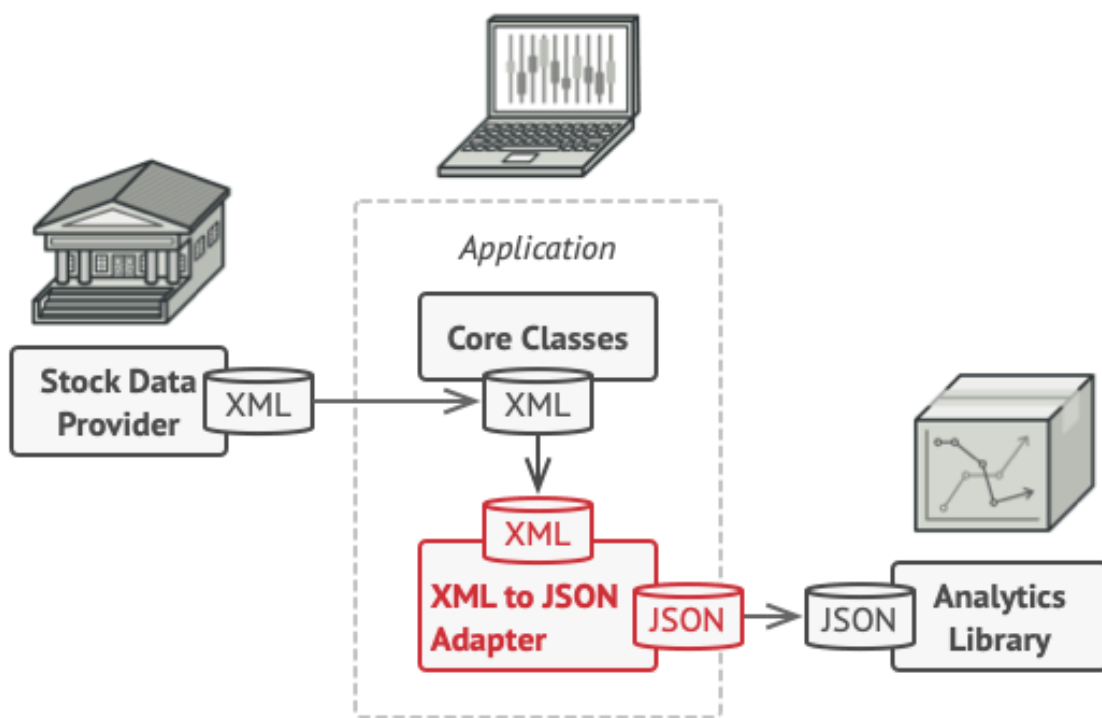 Application
Core Classes
Stock Data
Provider
XML
XML
XML
XML to JSON
Adapter
JSON
JSON
Analytics
Library